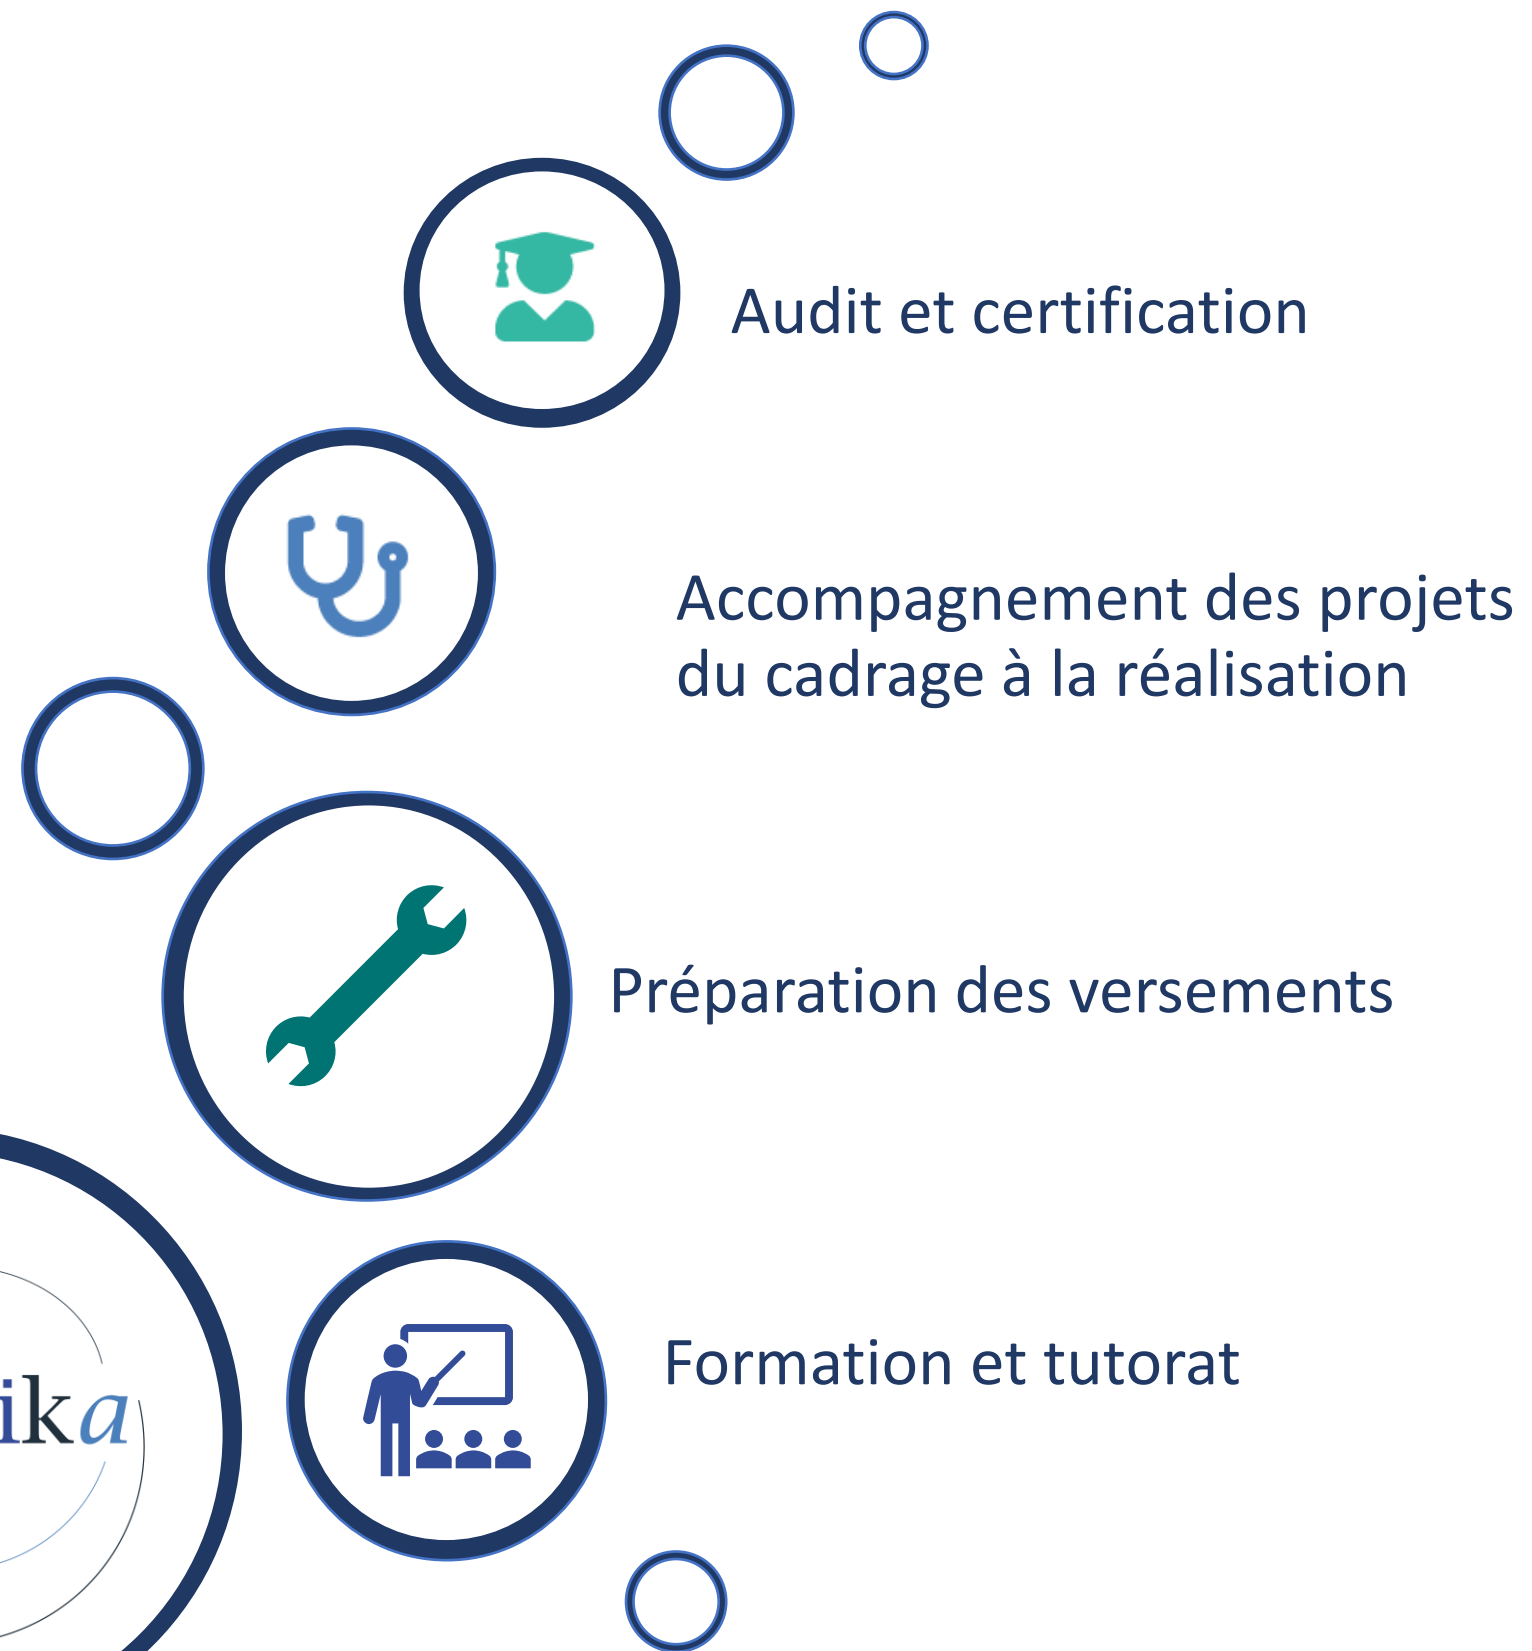 Audit et certification
Accompagnement des projets
du cadrage à la réalisation
Préparation des versements
Formation et tutorat
ika